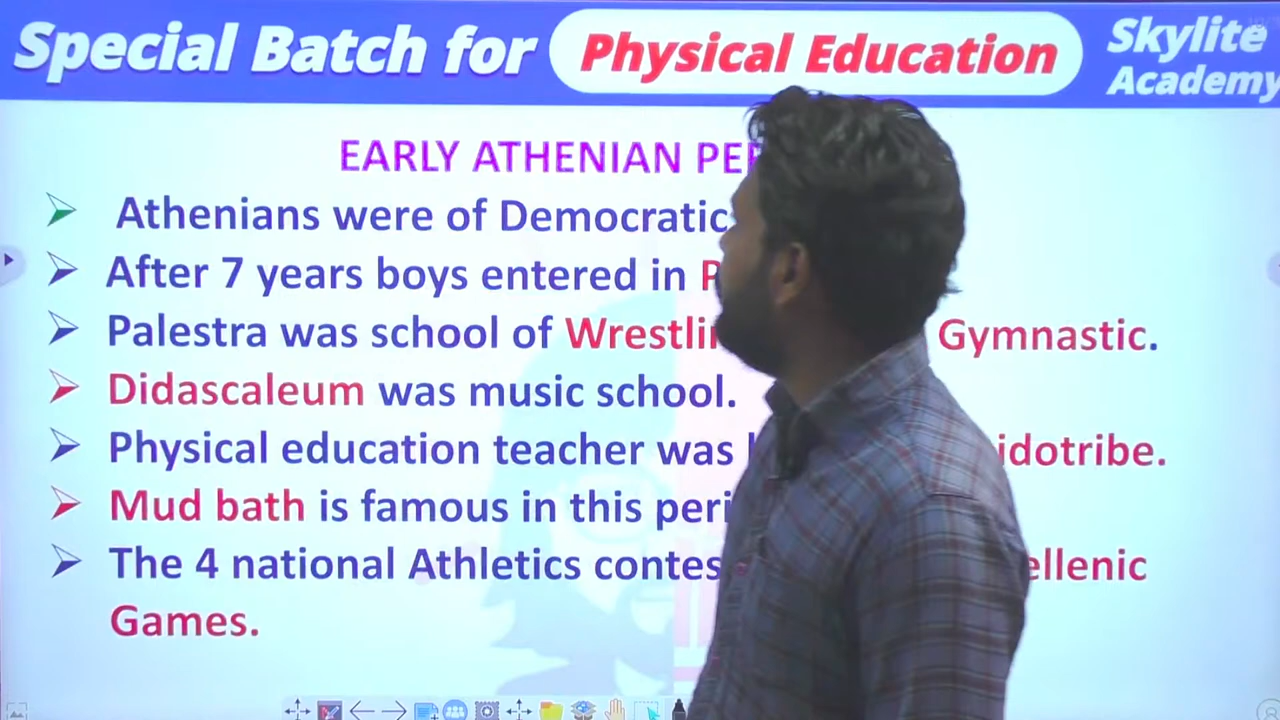 Special Batch for Physical Education Skylite Academy
EARLY ATHENIAN
Athenians were of Democratic
After 7 years boys entered in
Palestra was school of Gymnastic.
Didascaleum was music school.
Physical education teacher was
Mud bath is famous in this
The 4 national Athletics
Games.